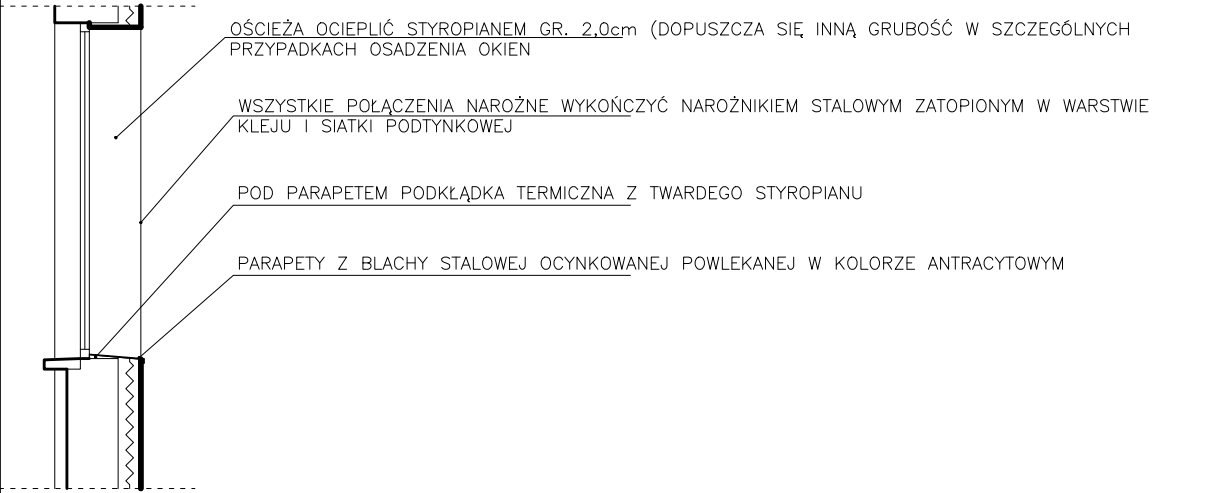 OŚCIEŻA OCIEPLIĆ STYROPIANEM GR. 2,0cm (DOPUSZCZA SIĘ INNĄ GRUBOŚĆ W SZCZEGÓLNYCH
PRZYPADKACH OSADZENIA OKIEN
WSZYSTKIE POŁĄCZENIA NAROŻNE WYKOŃCZYĆ NAROŻNIKIEM STALOWYM ZATOPIONYM W WARSTWIE
KLEJU I SIATKI PODTYNKOWEJ
POD PARAPETEM PODKŁĄDKA TERMICZNA Z TWARDEGO STYROPIANU
PARAPETY Z BLACHY STALOWEJ OCYNKOWANEJ POWLEKANEJ W KOLORZE ANTRACYTOWYM